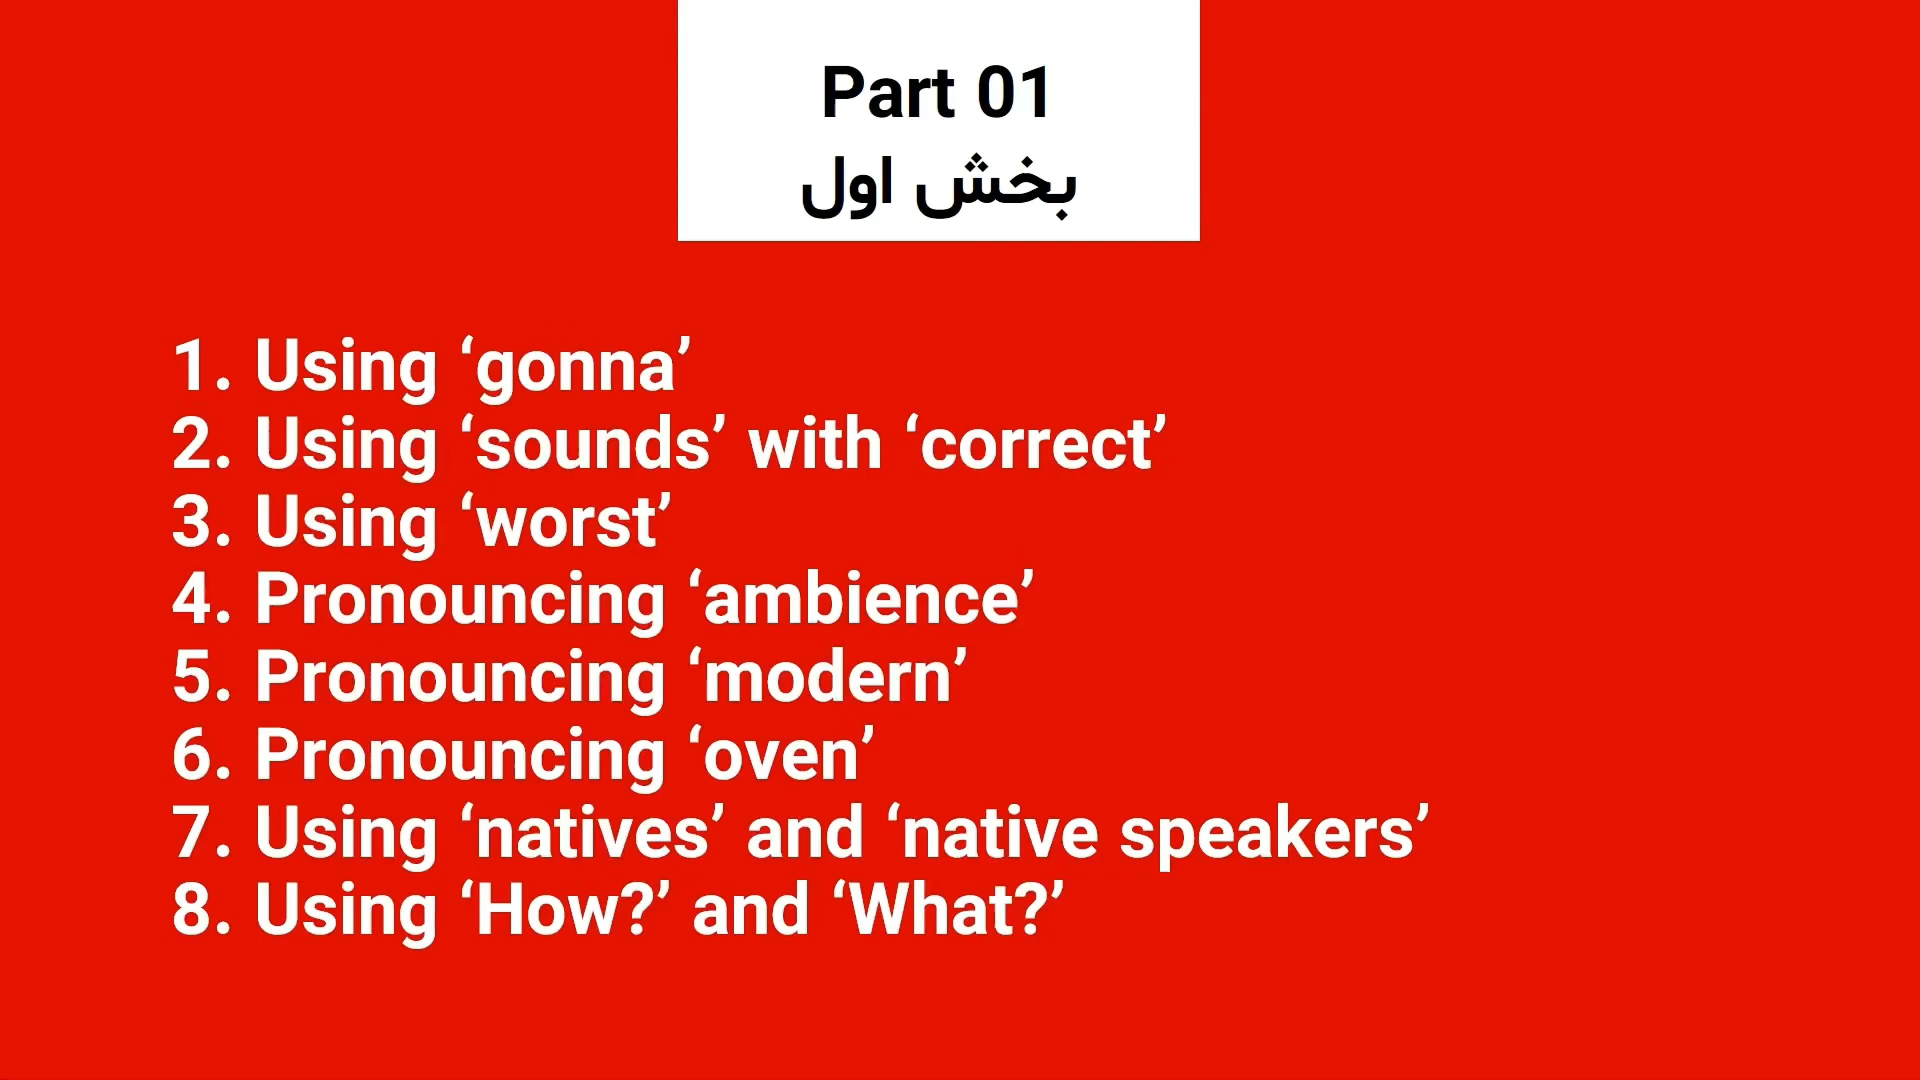 Part 01
بخش اول
1. Using ‘gonna’
2. Using ‘sounds’ with ‘correct’
3. Using ‘worst’
4. Pronouncing ‘ambience’
5. Pronouncing ‘modern’
6. Pronouncing ‘oven’
7. Using ‘natives’ and ‘native speakers’
8. Using ‘How?’ and ‘What?’